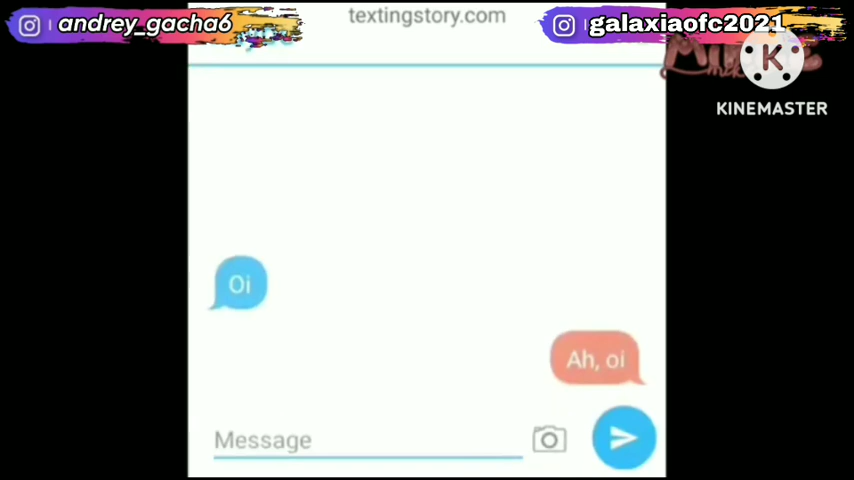 andrey_gacha6
textingstory.com
galaxiaofc2021
KINEMASTER
Oi
Ah, oi
Message